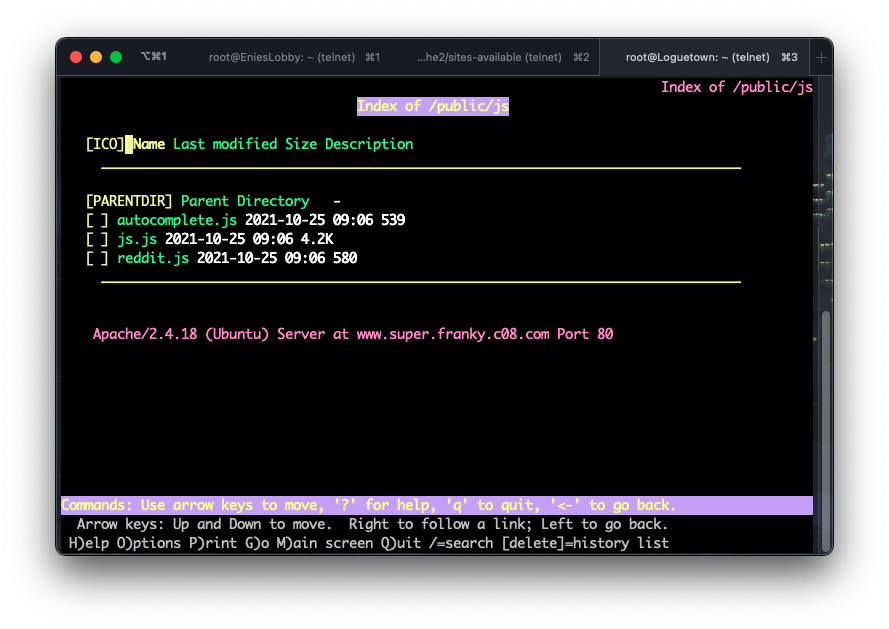 ⌥⌘1 root@EniesLobby: ~ (telnet) ⌘1 ...he2/sites-available (telnet) ⌘2 root@Loguetown: ~ (telnet) ⌘3 +
Index of /public/js
Index of /public/js
[ICO] Name Last modified Size Description
[PARENTDIR] Parent Directory -
[ ] autocomplete.js 2021-10-25 09:06 539
[ ] js.js 2021-10-25 09:06 4.2K
[ ] reddit.js 2021-10-25 09:06 580
Apache/2.4.18 (Ubuntu) Server at www.super.franky.c08.com Port 80
Commands: Use arrow keys to move, '?' for help, 'q' to quit, '<-' to go back.
Arrow keys: Up and Down to move. Right to follow a link; Left to go back.
H)elp O)ptions P)rint G)o M)ain screen Q)uit /=search [delete]=history list